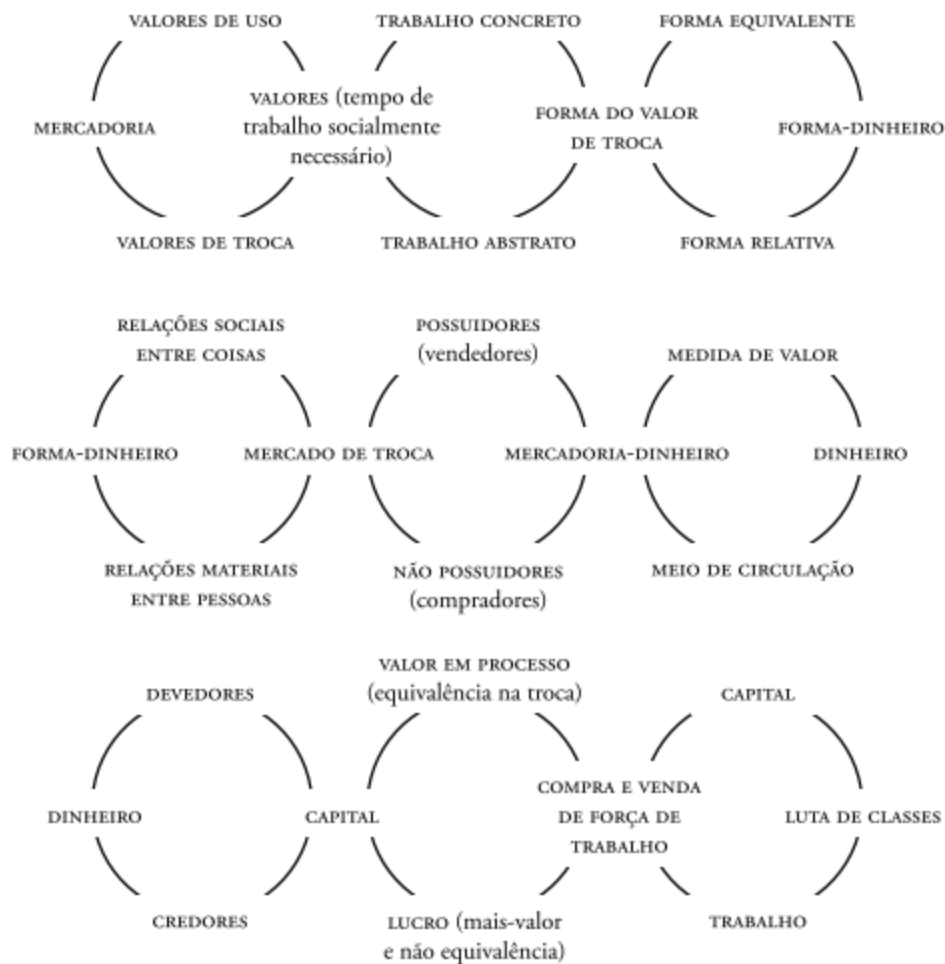 VALORES DE USO
TRABALHO CONCRETO
FORMA EQUIVALENTE
MERCADORIA
VALORES (tempo de
trabalho socialmente
necessário)
FORMA DO VALOR
DE TROCA
FORMA-DINHEIRO
VALORES DE TROCA
TRABALHO ABSTRATO
FORMA RELATIVA
RELAÇÕES SOCIAIS
ENTRE COISAS
POSSUIDORES
(vendedores)
MEDIDA DE VALOR
FORMA-DINHEIRO
MERCADO DE TROCA
MERCADORIA-DINHEIRO
DINHEIRO
RELAÇÕES MATERIAIS
ENTRE PESSOAS
NÃO POSSUIDORES
(compradores)
MEIO DE CIRCULAÇÃO
DEVEDORES
VALOR EM PROCESSO
(equivalência na troca)
CAPITAL
DINHEIRO
CAPITAL
COMPRA E VENDA
DE FORÇA DE
TRABALHO
LUTA DE CLASSES
CREDORES
LUCRO (mais-valor
e não equivalência)
TRABALHO